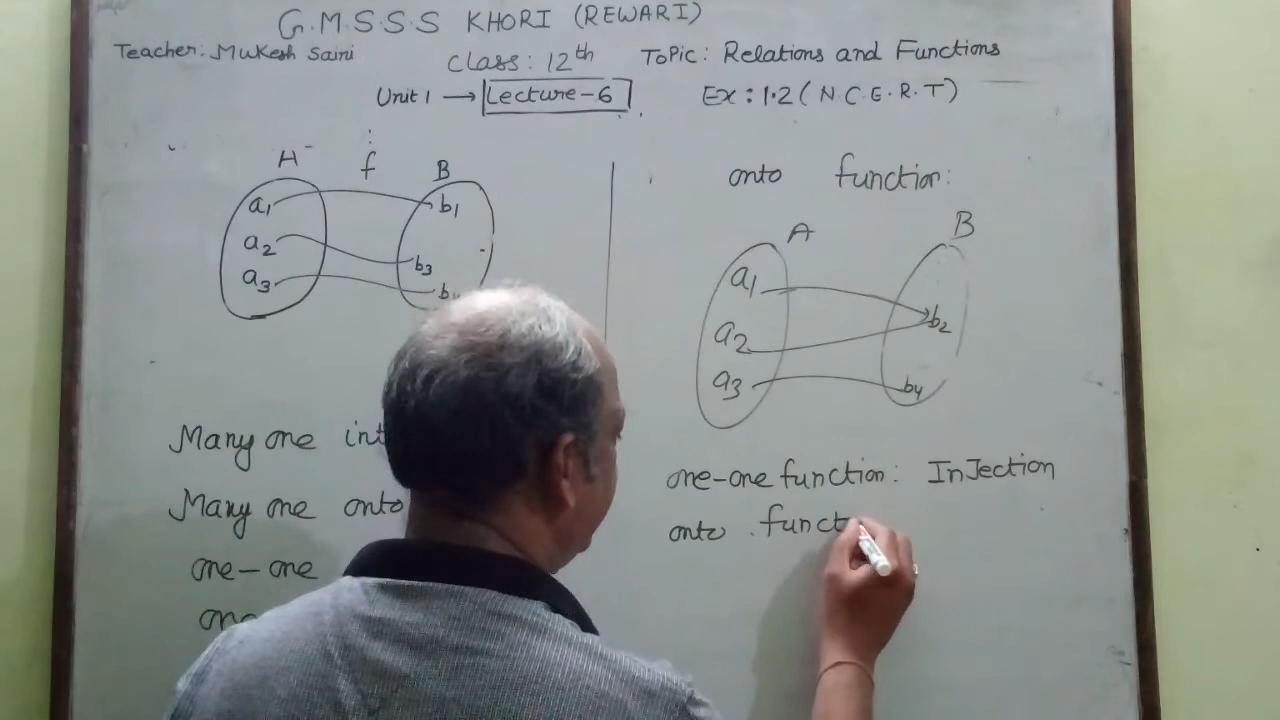 G.M.S.S.S KHORI (REWARI)
Teacher: Mukesh Saini Class: 12th Topic: Relations and Functions
Unit 1 → Lecture-6 Ex: 1.2 (N.C.E.R.T)
A f B
a1 b1
a2 b3
a3
Many one
Many one onto
one-one
onto function:
A B
a1 b2
a2
a3 b4
one-one function: Injection
onto funct